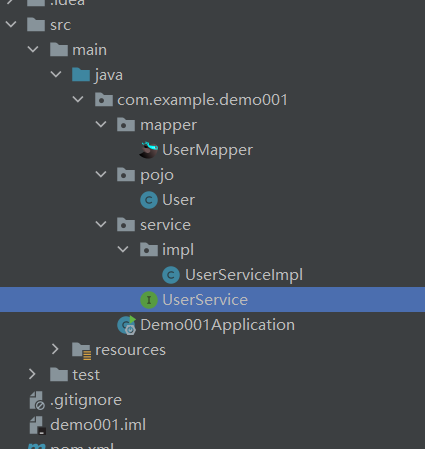 .idea
src
main
java
com.example.demo001
mapper
UserMapper
pojo
User
service
impl
UserServiceImpl
UserService
Demo001Application
resources
test
.gitignore
demo001.iml
pom.xml